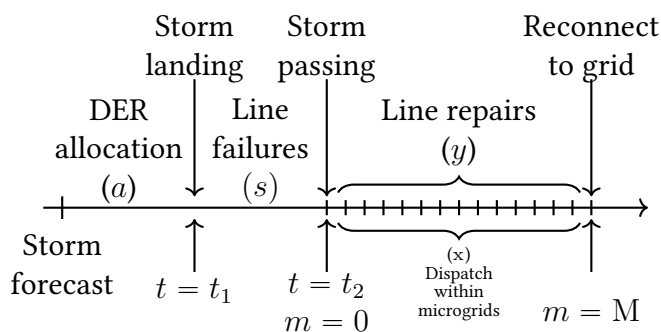 Storm
landing
Storm
passing
Reconnect
to grid
DER
allocation
(a)
Line
failures
(s)
Line repairs
(y)
Storm
forecast
t = t₁
t = t₂
m = 0
(x)
Dispatch
within
microgrids
m = M